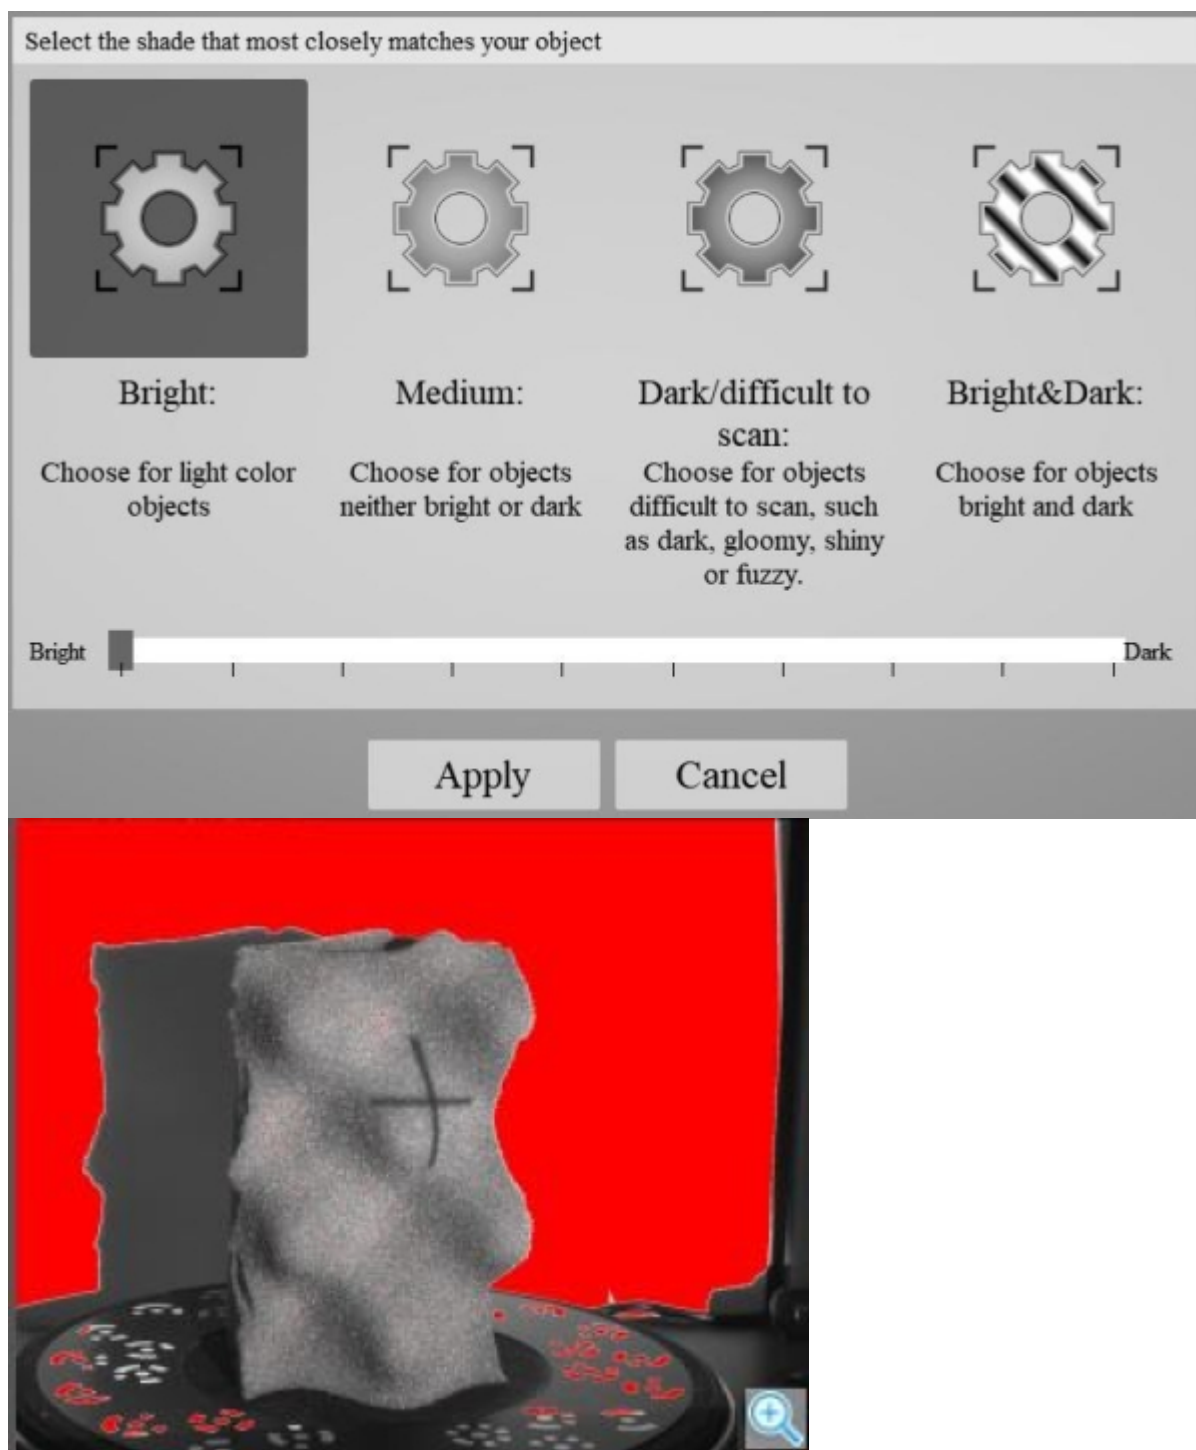 Select the shade that most closely matches your object
Bright:
Choose for light color
objects
Medium:
Choose for objects
neither bright or dark
Dark/difficult to
scan:
Choose for objects
difficult to scan, such
as dark, gloomy, shiny
or fuzzy.
Bright&Dark:
Choose for objects
bright and dark
Bright
Dark
Apply
Cancel